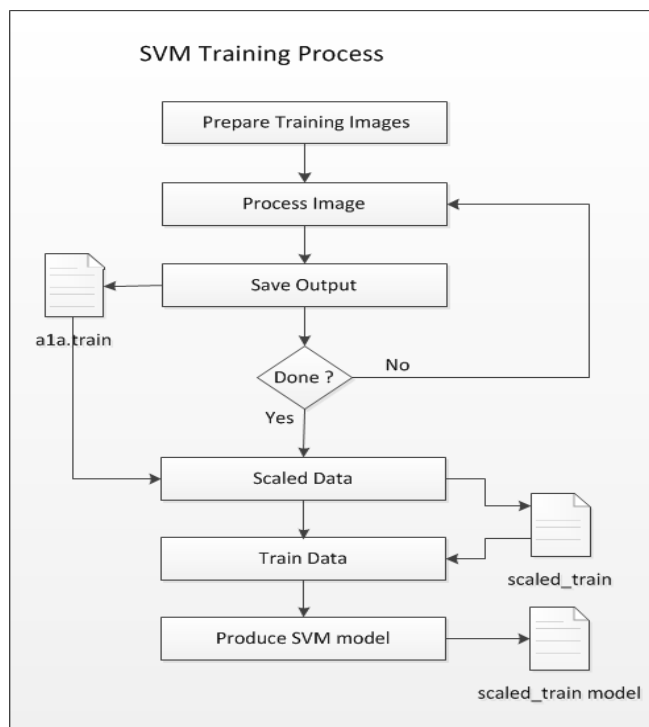 SVM Training Process
Prepare Training Images
Process Image
Save Output
a1a.train
Done ?
No
Yes
Scaled Data
scaled_train
Train Data
Produce SVM model
scaled_train model